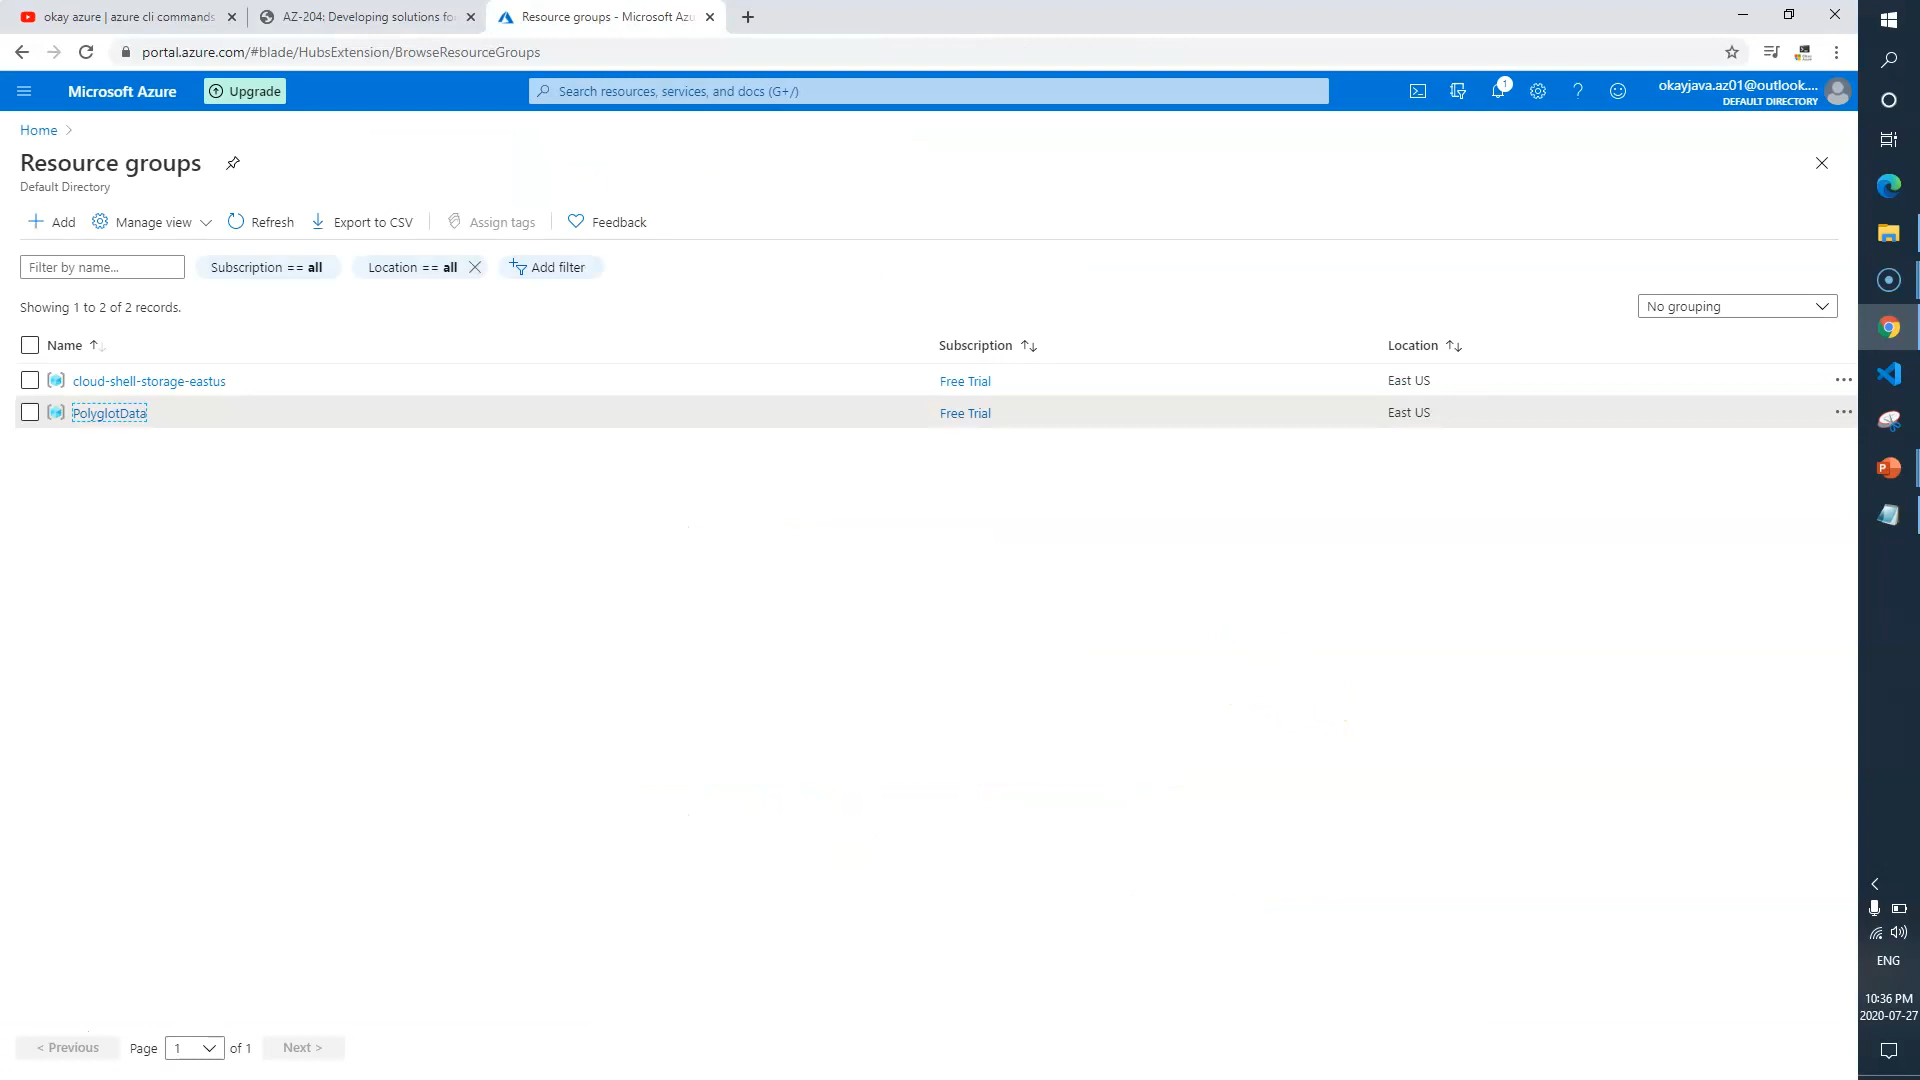 okay azure | azure cli commands
AZ-204: Developing solutions fo
Resource groups - Microsoft Azu
portal.azure.com/#blade/HubsExtension/BrowseResourceGroups
Microsoft Azure
Upgrade
Search resources, services, and docs (G+/)
1
okayjava.az01@outlook....
DEFAULT DIRECTORY
Home
Resource groups
Default Directory
Add
Manage view
Refresh
Export to CSV
Assign tags
Feedback
Filter by name...
Subscription == all
Location == all
Add filter
Showing 1 to 2 of 2 records.
No grouping
Name
Subscription
Location
cloud-shell-storage-eastus
Free Trial
East US
PolyglotData
Free Trial
East US
< Previous
Page
1
of 1
Next >
ENG
10:36 PM
2020-07-27